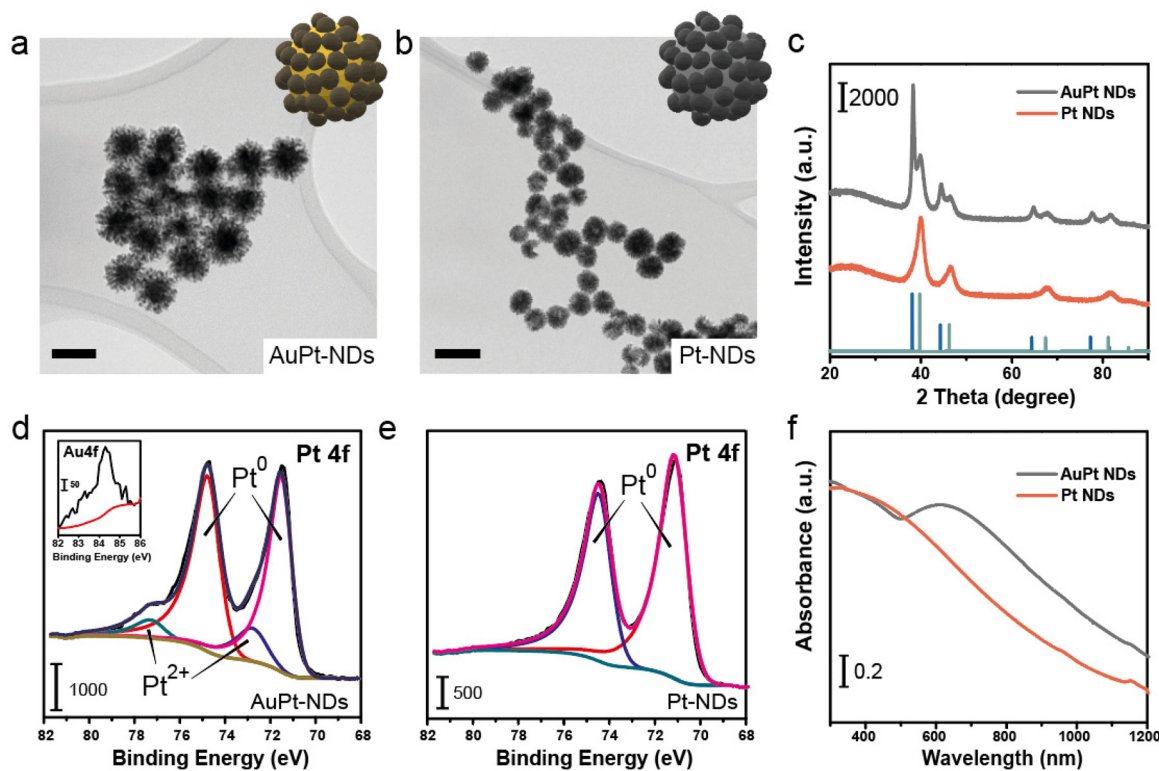 a
AuPt-NDs
b
Pt-NDs
c
2000
AuPt NDs
Pt NDs
Intensity (a.u.)
20 40 60 80
2 Theta (degree)
d
Pt 4f
Au4f
50
82 83 84 85 86
Binding Energy (eV)
Pt0
Pt2+
1000
AuPt-NDs
82 80 78 76 74 72 70 68
Binding Energy (eV)
e
Pt 4f
Pt0
500
Pt-NDs
82 80 78 76 74 72 70 68
Binding Energy (eV)
f
AuPt NDs
Pt NDs
Absorbance (a.u.)
0.2
400 600 800 1000 1200
Wavelength (nm)